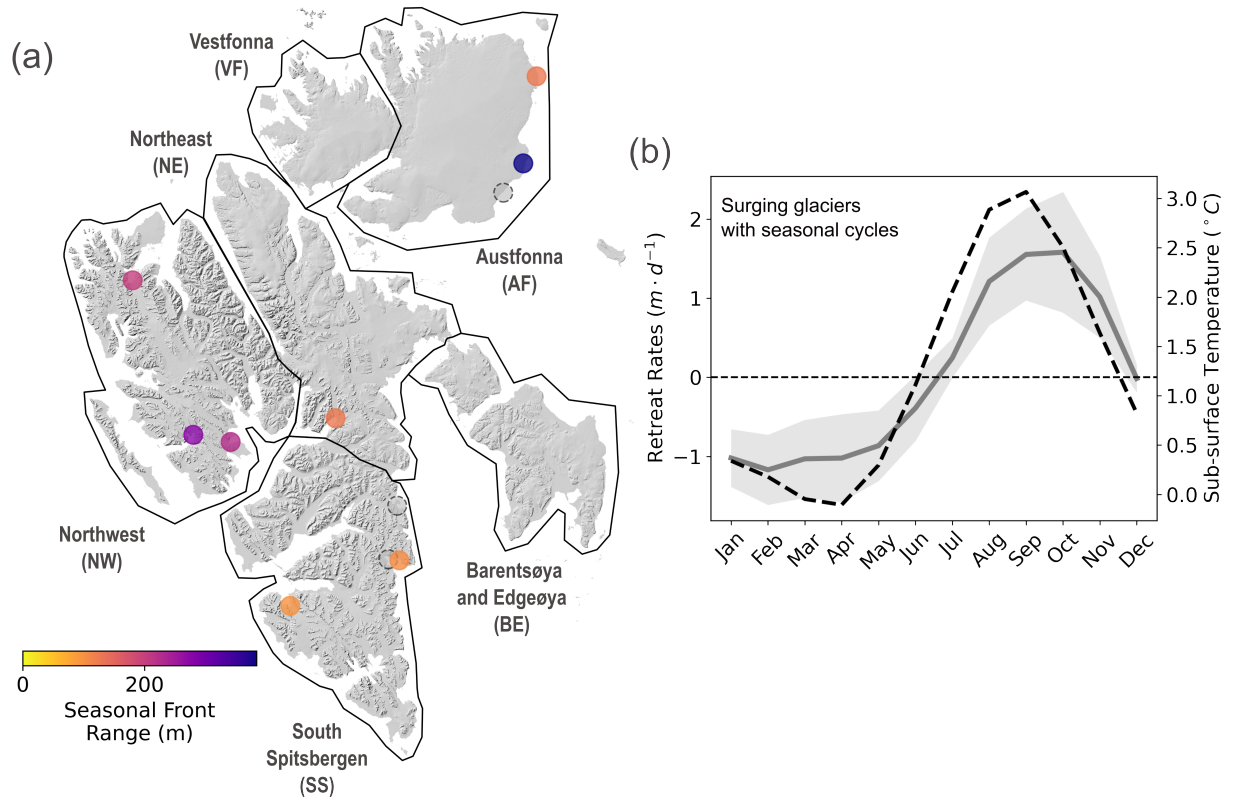 (a)
Vestfonna
(VF)
Northeast
(NE)
Austfonna
(AF)
Northwest
(NW)
Barentsøya
and Edgeøya
(BE)
South
Spitsbergen
(SS)
0
200
Seasonal Front
Range (m)
(b)
Surging glaciers
with seasonal cycles
Retreat Rates (m · d⁻¹)
2
1
0
−1
Sub-surface Temperature (°C)
3.0
2.5
2.0
1.5
1.0
0.5
0.0
Jan
Feb
Mar
Apr
May
Jun
Jul
Aug
Sep
Oct
Nov
Dec